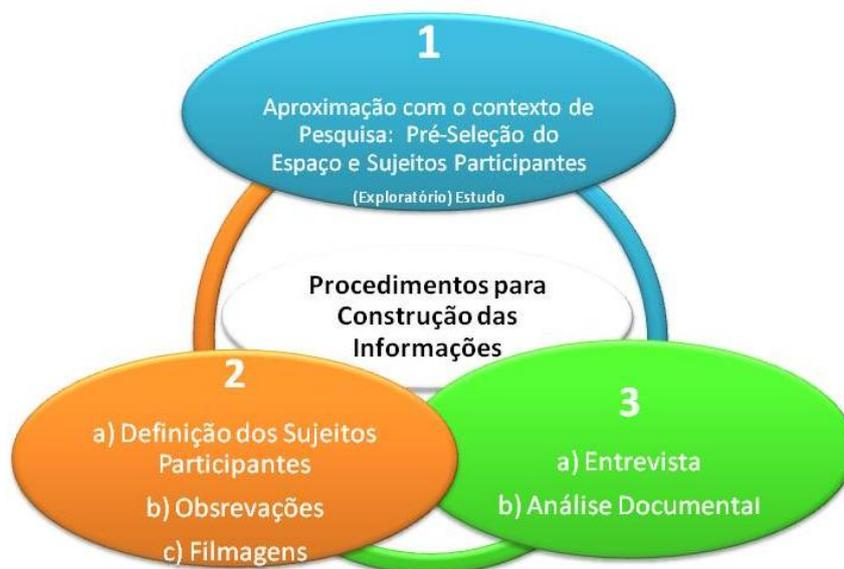 1
Aproximação com o contexto de
Pesquisa: Pré-Seleção do
Espaço e Sujeitos Participantes
(Exploratório) Estudo
Procedimentos para
Construção das
Informações
2
a) Definição dos Sujeitos
Participantes
b) Obsrevações
c) Filmagens
3
a) Entrevista
b) Análise Documental